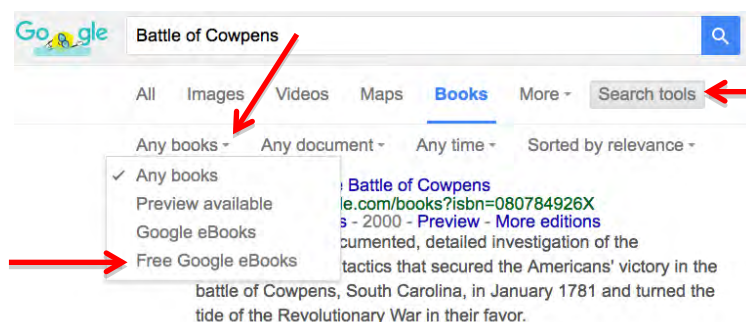 Google Battle of Cowpens
All Images Videos Maps Books More Search tools
Any books Any document Any time Sorted by relevance
Any books
Preview available
Google eBooks
Free Google eBooks
Battle of Cowpens
le.com/books?isbn=080784926X
s - 2000 - Preview - More editions
cumented, detailed investigation of the
tactics that secured the Americans' victory in the
battle of Cowpens, South Carolina, in January 1781 and turned the
tide of the Revolutionary War in their favor.